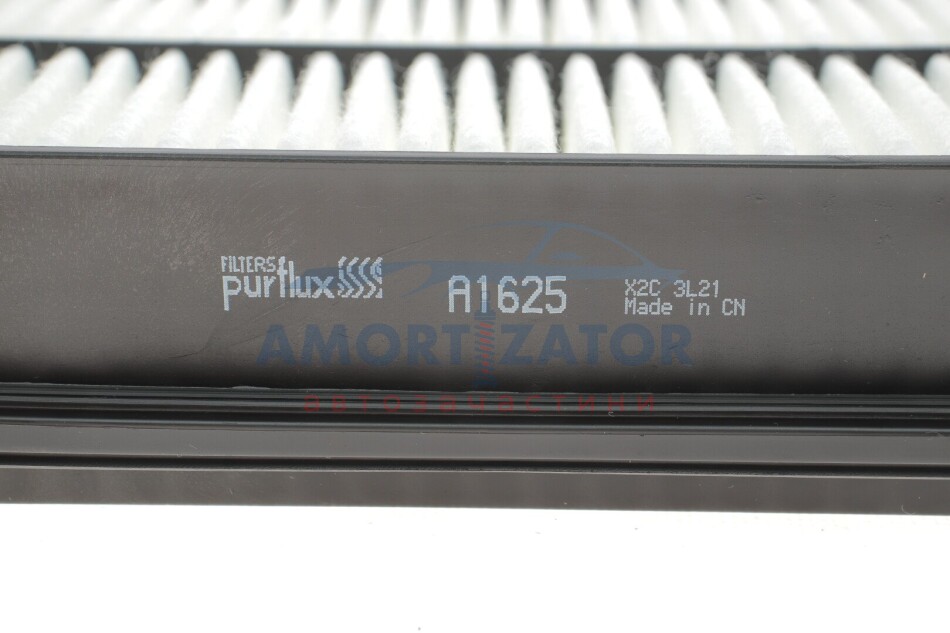 FILTERS
purflux
A1625
X2C 3L21
Made in CN
AMORTIZATOR
автозапчастини